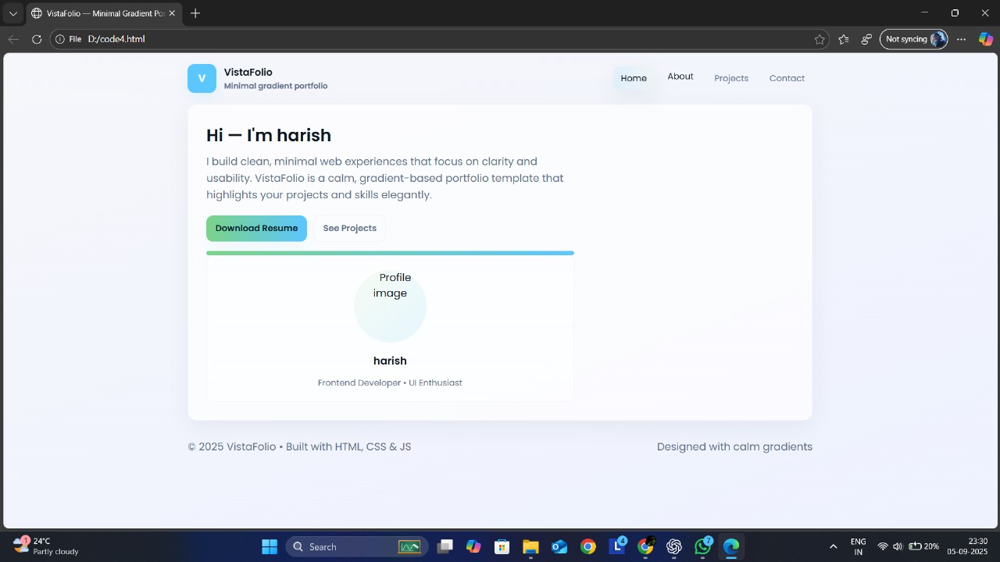 VistaFolio — Minimal Gradient Po
File D:/code4.html
Not syncing
V
VistaFolio
Minimal gradient portfolio
Home About Projects Contact
Hi — I'm harish
I build clean, minimal web experiences that focus on clarity and
usability. VistaFolio is a calm, gradient-based portfolio template that
highlights your projects and skills elegantly.
Download Resume See Projects
Profile
image
harish
Frontend Developer • UI Enthusiast
© 2025 VistaFolio • Built with HTML, CSS & JS Designed with calm gradients
1
24°C
Partly cloudy
Search
L
4
7
ENG
IN
20%
23:30
05-09-2025